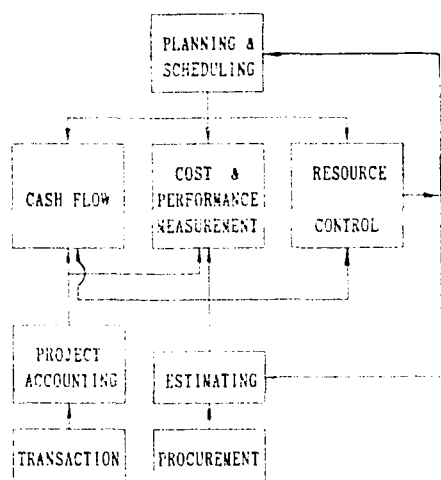 PLANNING &
SCHEDULING
CASH FLOW
COST &
PERFORMANCE
MEASUREMENT
RESOURCE
CONTROL
PROJECT
ACCOUNTING
ESTIMATING
TRANSACTION
PROCUREMENT